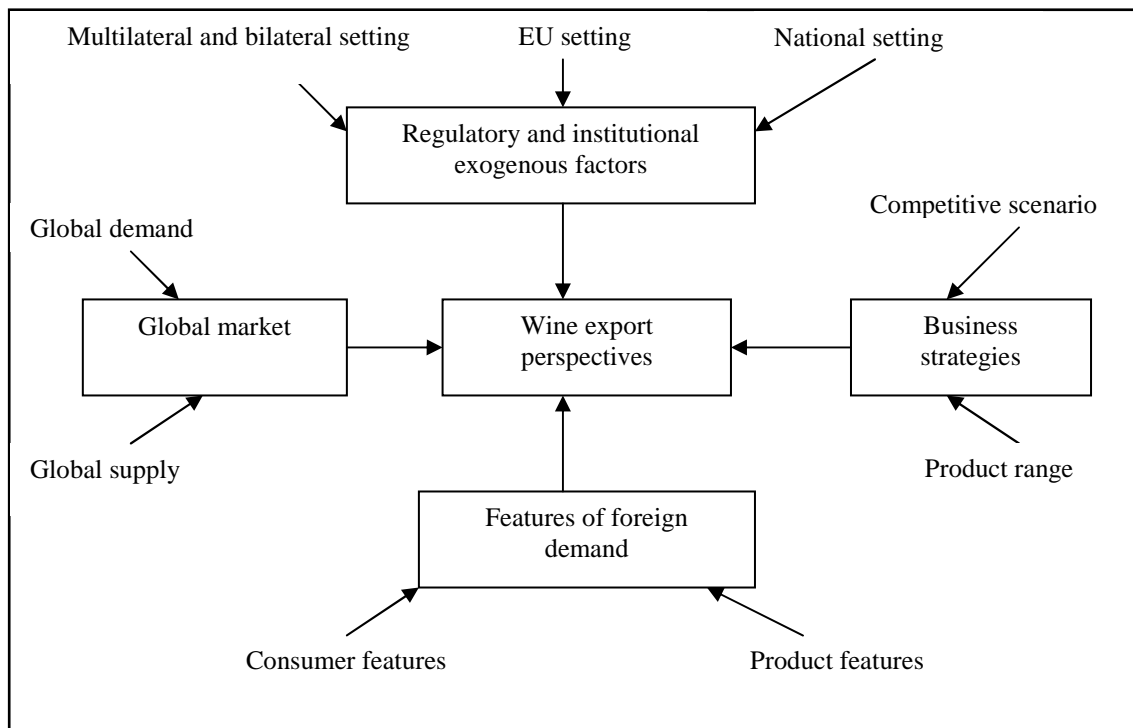 Multilateral and bilateral setting
EU setting
National setting
Regulatory and institutional
exogenous factors
Competitive scenario
Global demand
Global market
Wine export
perspectives
Business
strategies
Global supply
Product range
Features of foreign
demand
Consumer features
Product features